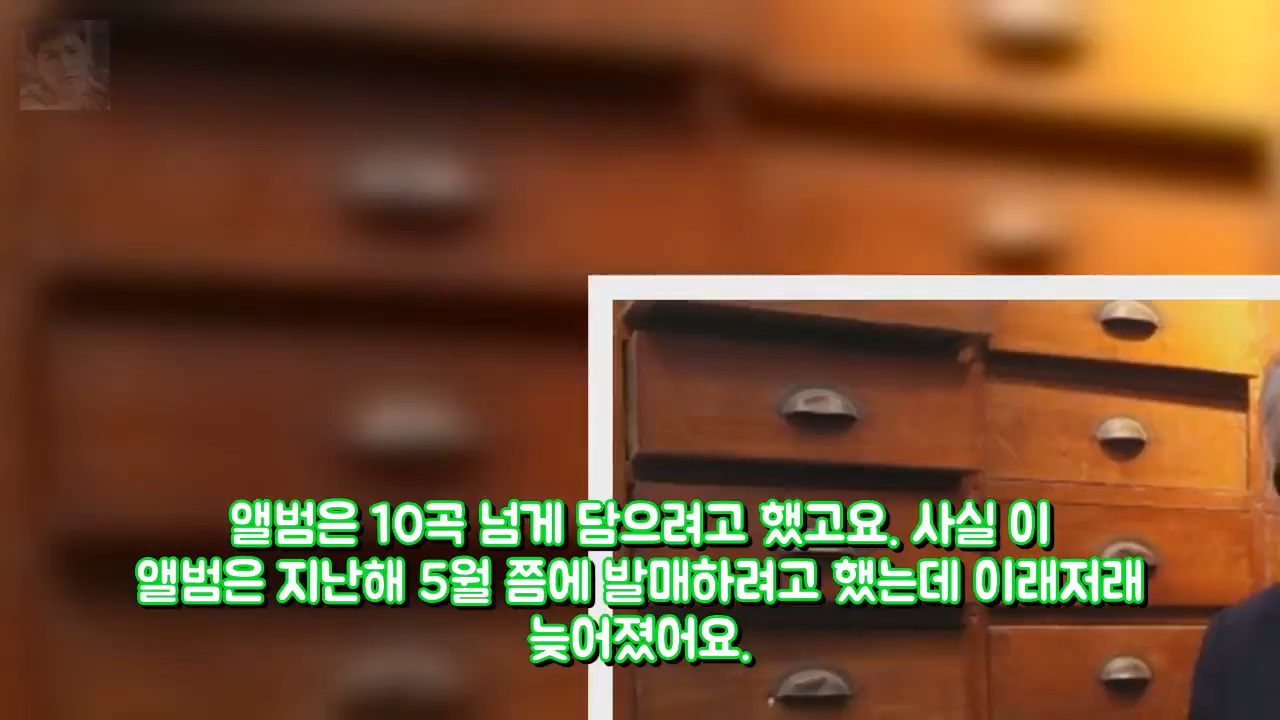 앨범은 10곡 넘게 담으려고 했고요. 사실 이
앨범은 지난해 5월 쯤에 발매하려고 했는데 이래저래
늦어졌어요.